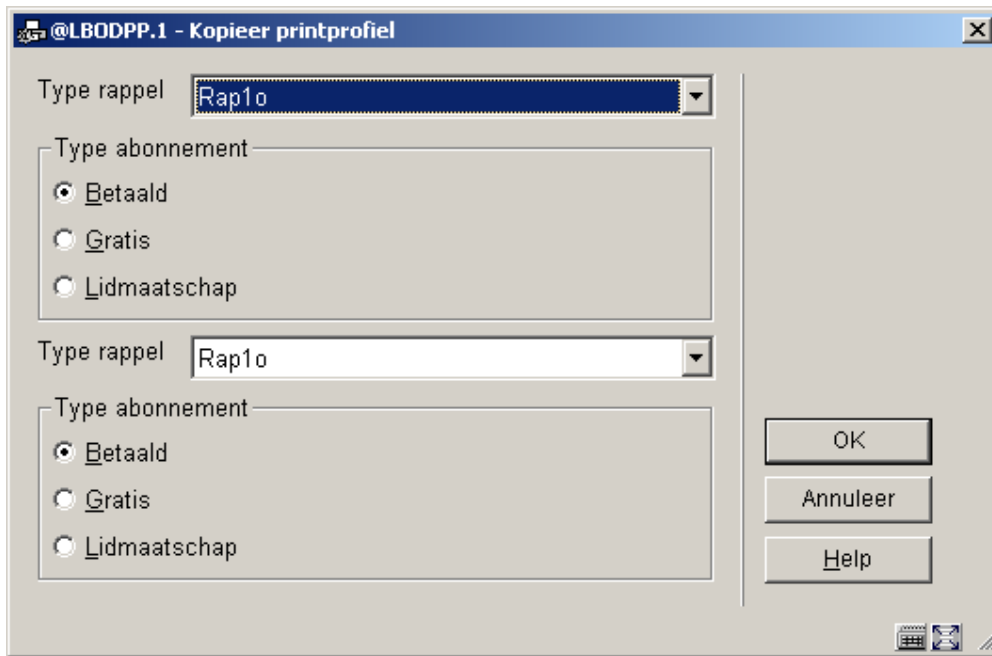 @LBODPP.1 - Kopieer printprofiel
Type rappel Rap1o
Type abonnement
Betaald
Gratis
Lidmaatschap
Type rappel Rap1o
Type abonnement
Betaald
Gratis
Lidmaatschap
OK
Annuleer
Help